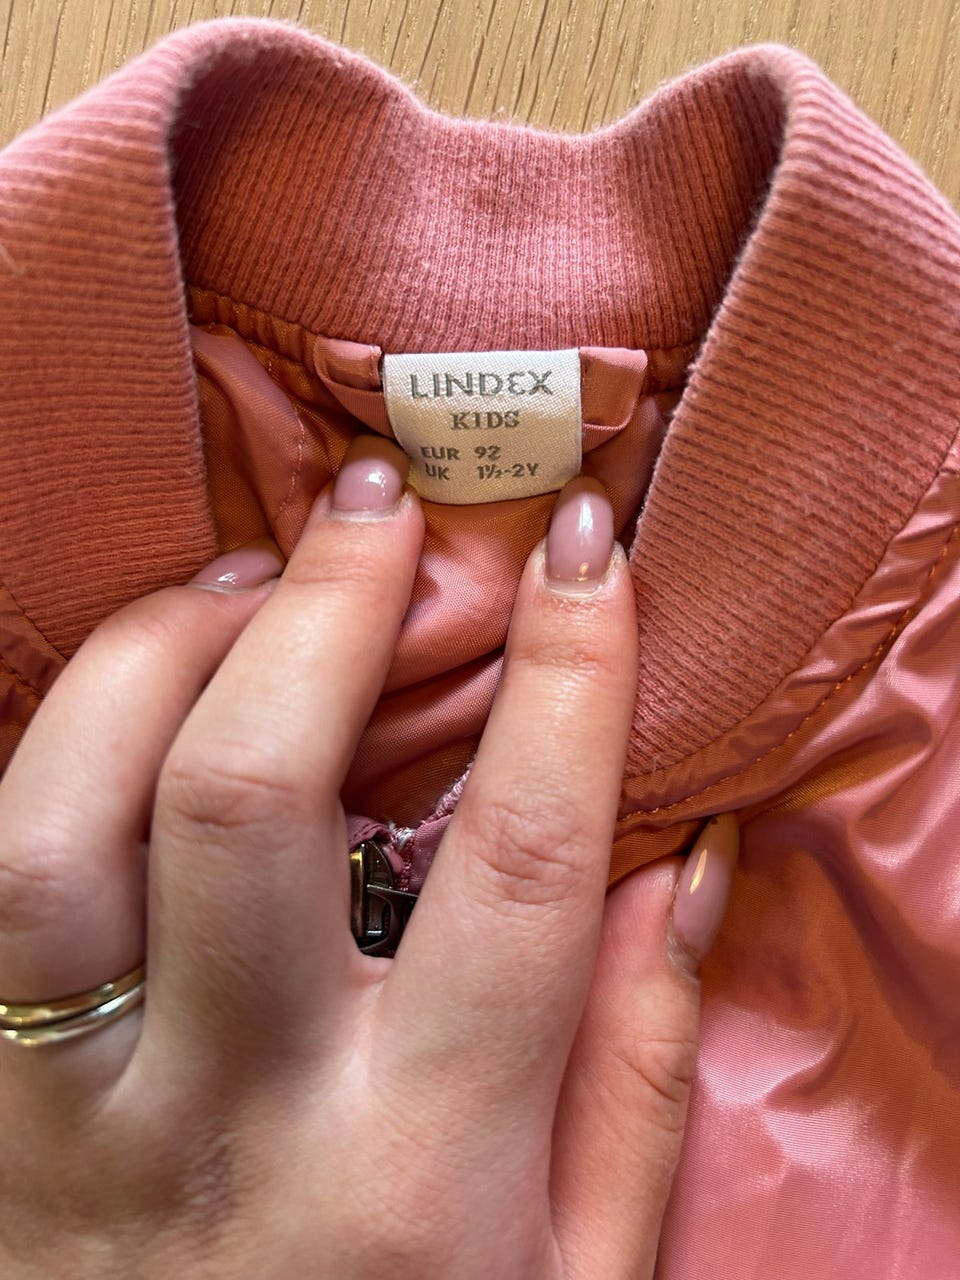 LINDEX
KIDS
EUR 92
UK 1½-2Y